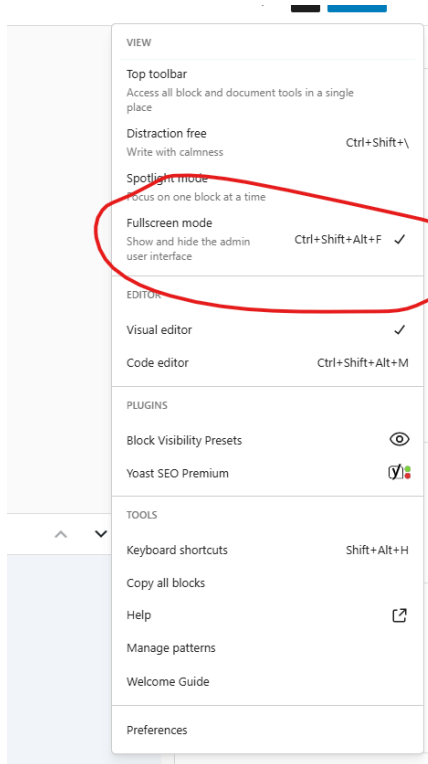 VIEW
Top toolbar
Access all block and document tools in a single
place
Distraction free
Write with calmness
Ctrl+Shift+\
Spotlight mode
Focus on one block at a time
Fullscreen mode
Show and hide the admin
user interface
Ctrl+Shift+Alt+F
EDITOR
Visual editor
Code editor
Ctrl+Shift+Alt+M
PLUGINS
Block Visibility Presets
Yoast SEO Premium
TOOLS
Keyboard shortcuts
Shift+Alt+H
Copy all blocks
Help
Manage patterns
Welcome Guide
Preferences